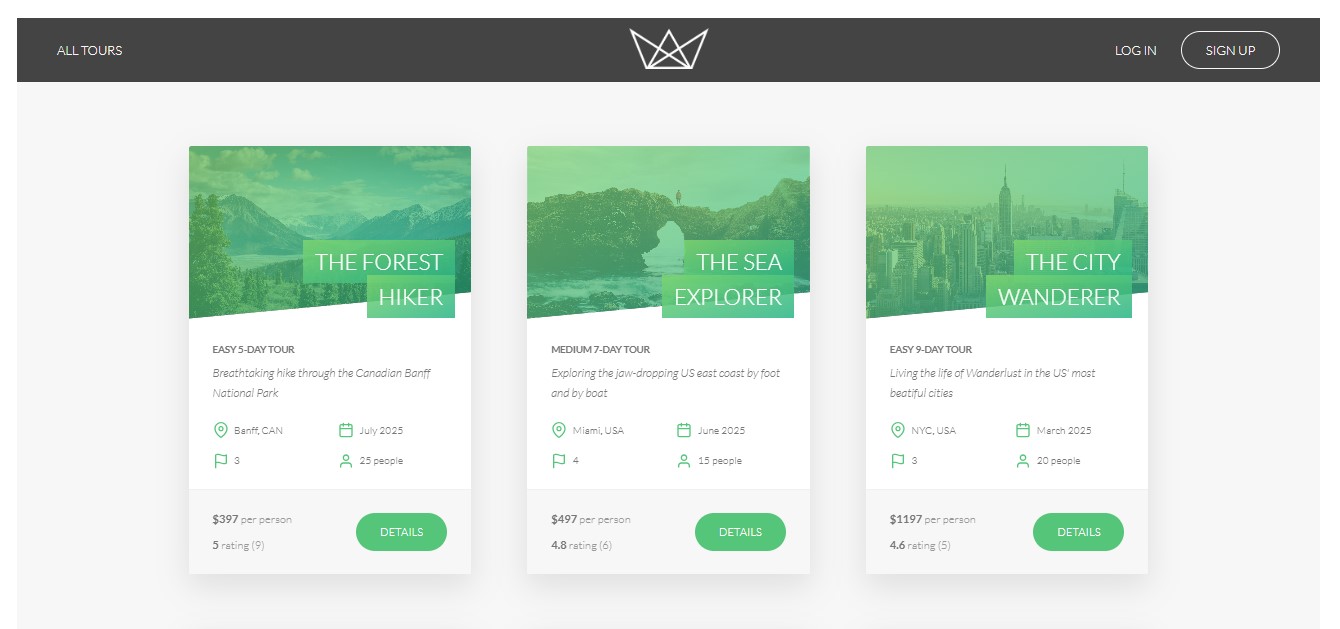 ALL TOURS
LOG IN
SIGN UP
THE FOREST
HIKER
EASY 5-DAY TOUR
Breathtaking hike through the Canadian Banff
National Park
Banff, CAN
July 2025
3
25 people
$397 per person
5 rating (9)
DETAILS
THE SEA
EXPLORER
MEDIUM 7-DAY TOUR
Exploring the jaw-dropping US east coast by foot
and by boat
Miami, USA
June 2025
4
15 people
$497 per person
4.8 rating (6)
DETAILS
THE CITY
WANDERER
EASY 9-DAY TOUR
Living the life of Wanderlust in the US' most
beatiful cities
NYC, USA
March 2025
3
20 people
$1197 per person
4.6 rating (5)
DETAILS